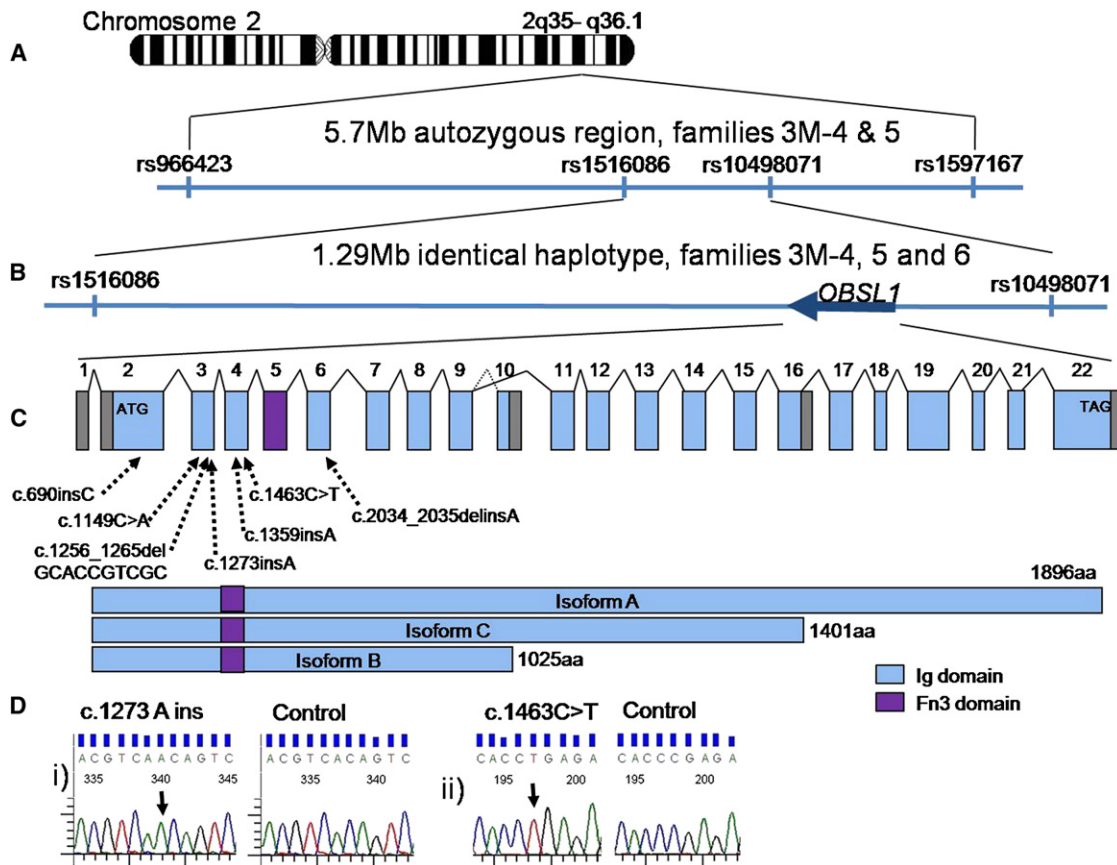 Chromosome 2 2q35-q36.1
A
5.7Mb autozygous region, families 3M-4 & 5
rs966423 rs1516086 rs10498071 rs1597167
1.29Mb identical haplotype, families 3M-4, 5 and 6
B
rs1516086 OBSL1 rs10498071
1 2 3 4 5 6 7 8 9 10 11 12 13 14 15 16 17 18 19 20 21 22
ATG TAG
C
c.690insC c.1463C>T c.2034_2035delinsA
c.1149C>A c.1359insA
c.1256_1265del c.1273insA
GCACCGTCGC
1896aa
Isoform A
Isoform C 1401aa
Isoform B 1025aa
Ig domain
Fn3 domain
D
c.1273 A ins Control c.1463C>T Control
A C G T C A A C A G T C A C G T C A C A G T C C A C C T G A G A C A C C C G A G A
i) 335 340 345 335 340 ii) 195 200 195 200